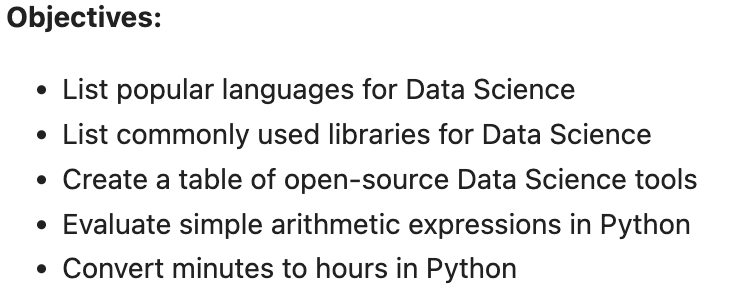 Objectives:
• List popular languages for Data Science
• List commonly used libraries for Data Science
• Create a table of open-source Data Science tools
• Evaluate simple arithmetic expressions in Python
• Convert minutes to hours in Python